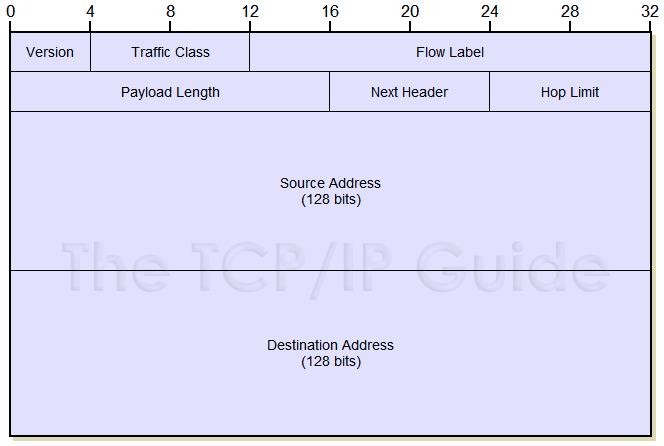 0 4 8 12 16 20 24 28 32
Version Traffic Class Flow Label
Payload Length Next Header Hop Limit
Source Address
(128 bits)
The TCP/IP Guide
Destination Address
(128 bits)